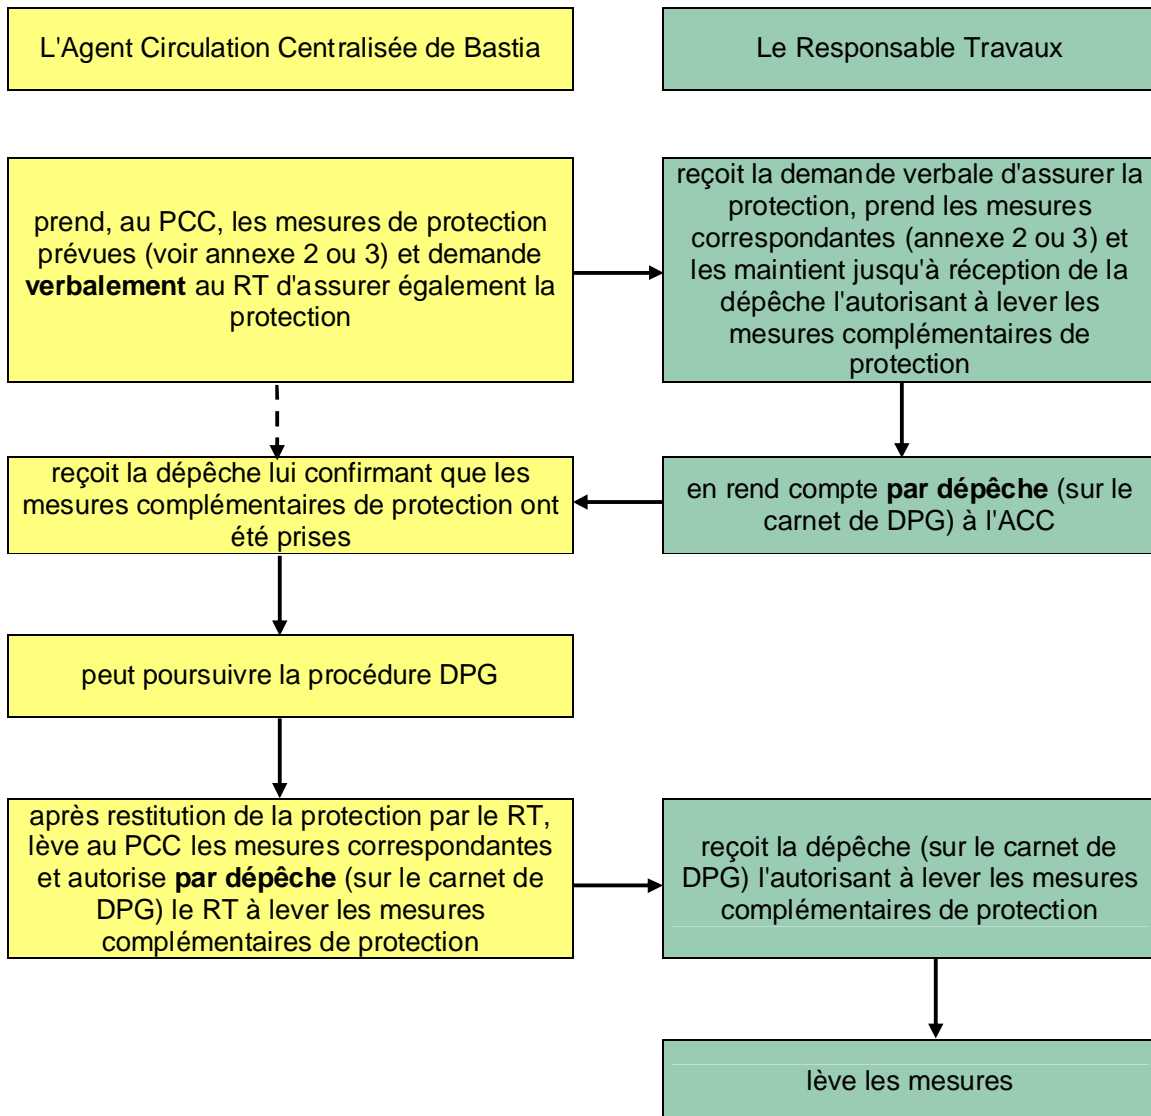 L'Agent Circulation Centralisée de Bastia
Le Responsable Travaux
prend, au PCC, les mesures de protection
prévues (voir annexe 2 ou 3) et demande
verbalement au RT d'assurer également la
protection
reçoit la demande verbale d'assurer la
protection, prend les mesures
correspondantes (annexe 2 ou 3) et
les maintient jusqu'à réception de la
dépêche l'autorisant à lever les
mesures complémentaires de
protection
reçoit la dépêche lui confirmant que les
mesures complémentaires de protection ont
été prises
en rend compte par dépêche (sur le
carnet de DPG) à l'ACC
peut poursuivre la procédure DPG
après restitution de la protection par le RT,
lève au PCC les mesures correspondantes
et autorise par dépêche (sur le carnet de
DPG) le RT à lever les mesures
complémentaires de protection
reçoit la dépêche (sur le carnet de
DPG) l'autorisant à lever les mesures
complémentaires de protection
lève les mesures